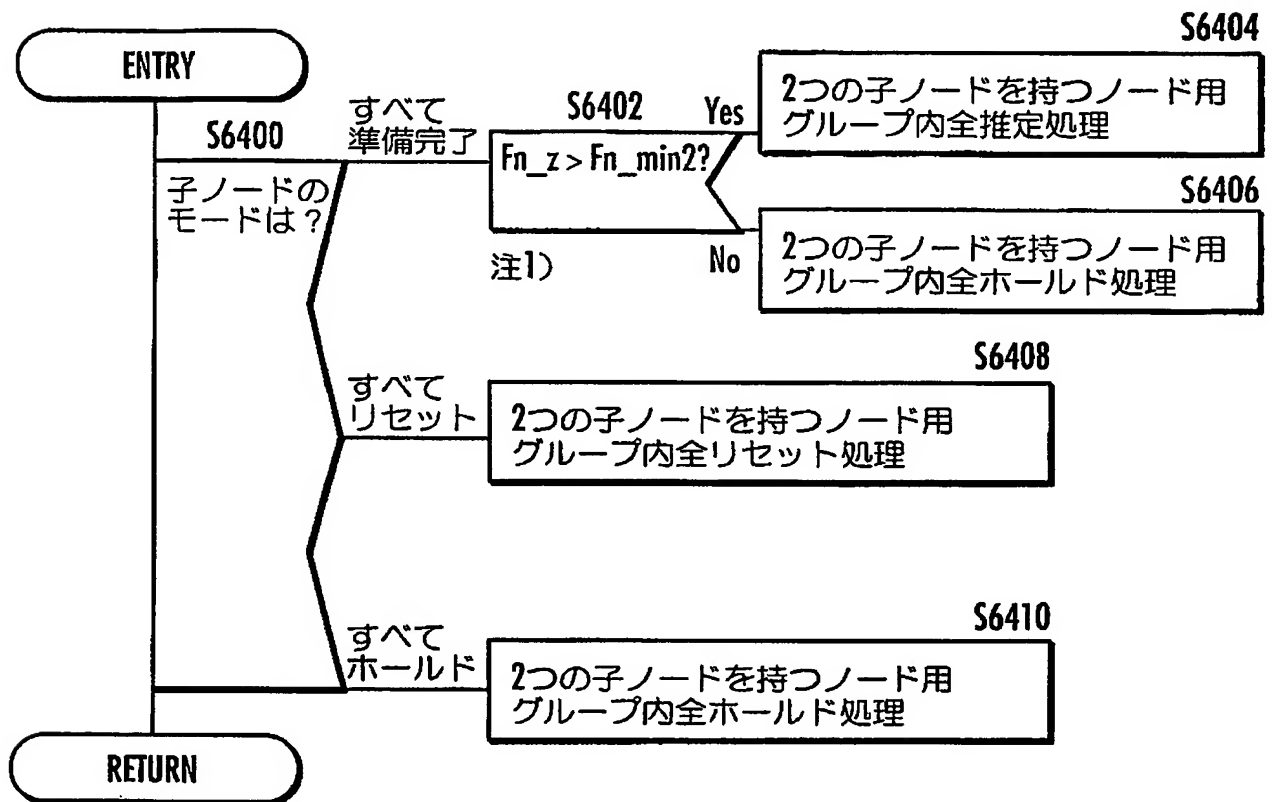 ENTRY
S6400
子ノードの
モードは?
すべて
準備完了
S6402
Fn_z > Fn_min2?
注1)
Yes
S6404
2つの子ノードを持つノード用
グループ内全推定処理
No
S6406
2つの子ノードを持つノード用
グループ内全ホールド処理
すべて
リセット
S6408
2つの子ノードを持つノード用
グループ内全リセット処理
すべて
ホールド
S6410
2つの子ノードを持つノード用
グループ内全ホールド処理
RETURN